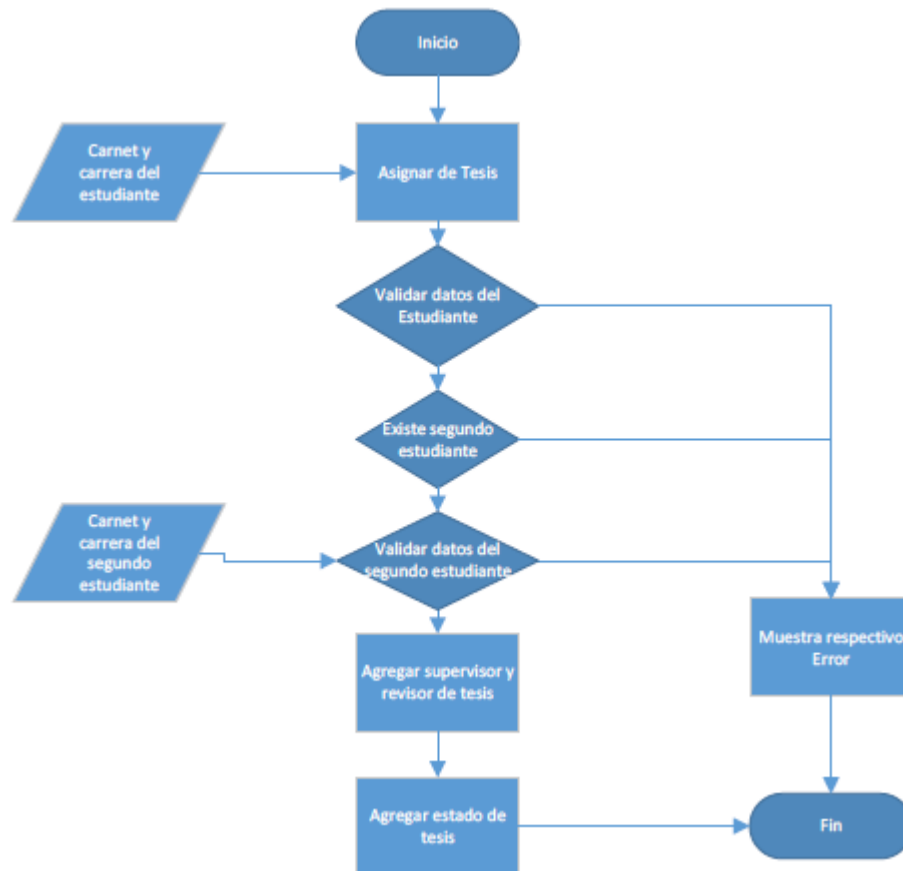 Inicio
Carnet y
carrera del
estudiante
Asignar de Tesis
Validar datos del
Estudiante
Existe segundo
estudiante
Carnet y
carrera del
segundo
estudiante
Validar datos del
segundo estudiante
Agregar supervisor y
revisor de tesis
Muestra respectivo
Error
Agregar estado de
tesis
Fin